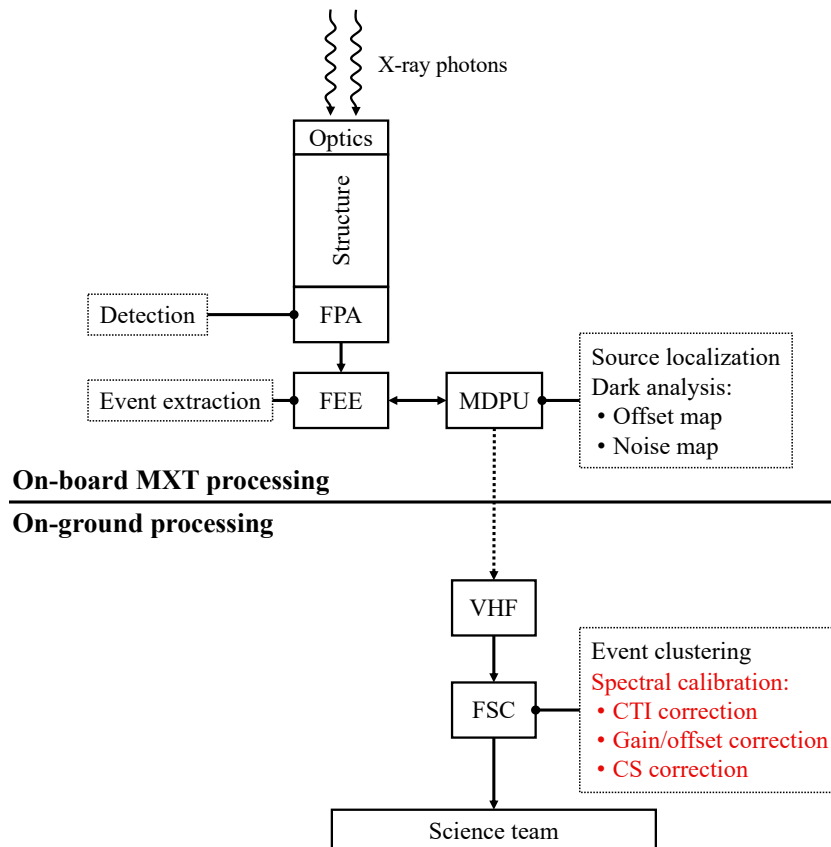 X-ray photons
Optics
Structure
Detection
FPA
Event extraction
FEE
MDPU
Source localization
Dark analysis:
• Offset map
• Noise map
On-board MXT processing
On-ground processing
VHF
FSC
Event clustering
Spectral calibration:
• CTI correction
• Gain/offset correction
• CS correction
Science team